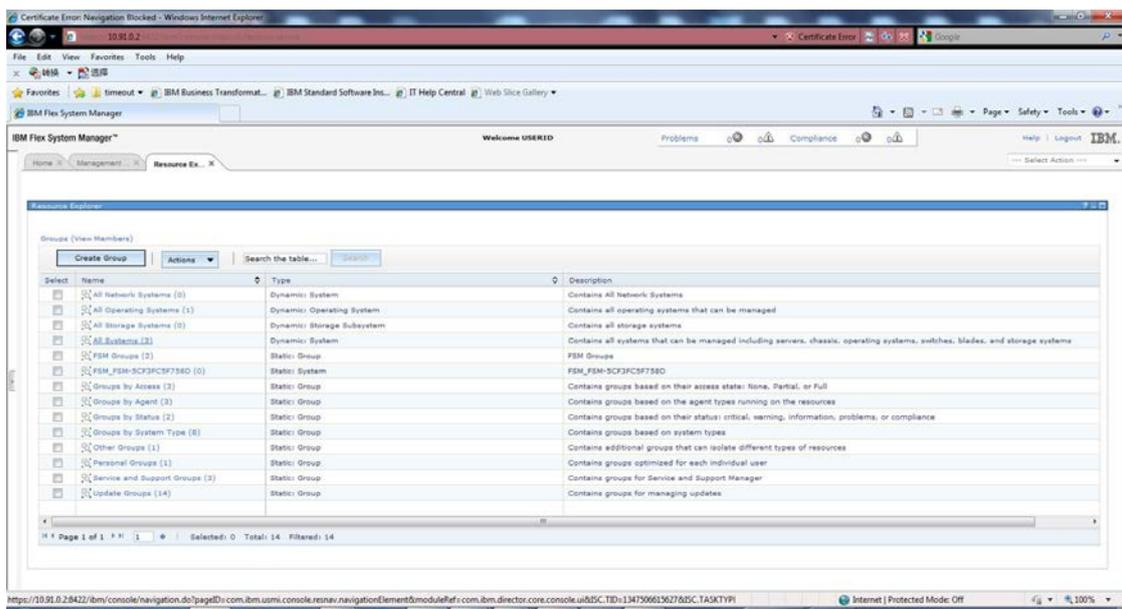 Certificate Error: Navigation Blocked - Windows Internet Explorer
10.91.0.2
Certificate Error
Google
File Edit View Favorites Tools Help
转换 選擇
Favorites timeout IBM Business Transformat... IBM Standard Software Ins... IT Help Central Web Slice Gallery
IBM Flex System Manager
Page Safety Tools
IBM Flex System Manager™ Welcome USERID Problems 0 0 Compliance 0 0 Help | Logout IBM.
Home Management ... Resource Ex... --- Select Action ---
Resource Explorer
Groups (View Members)
Create Group Actions Search the table... Search
Select Name Type Description
All Network Systems (0) Dynamic: System Contains All Network Systems
All Operating Systems (1) Dynamic: Operating System Contains all operating systems that can be managed
All Storage Systems (0) Dynamic: Storage Subsystem Contains all storage systems
All Systems (3) Dynamic: System Contains all systems that can be managed including servers, chassis, operating systems, switches, blades, and storage systems
FSM Groups (2) Static: Group FSM Groups
FSM_FSM-5CF3FC5F758D (0) Static: System FSM_FSM-5CF3FC5F758D
Groups by Access (3) Static: Group Contains groups based on their access state: None, Partial, or Full
Groups by Agent (3) Static: Group Contains groups based on the agent types running on the resources
Groups by Status (2) Static: Group Contains groups based on their status: critical, warning, information, problems, or compliance
Groups by System Type (8) Static: Group Contains groups based on system types
Other Groups (1) Static: Group Contains additional groups that can isolate different types of resources
Personal Groups (1) Static: Group Contains groups optimized for each individual user
Service and Support Groups (3) Static: Group Contains groups for Service and Support Manager
Update Groups (14) Static: Group Contains groups for managing updates
Page 1 of 1 1 Selected: 0 Total: 14 Filtered: 14
https://10.91.0.2:8422/ibm/console/navigation.do?pageID=com.ibm.usmi.console.resnav.navigationElement&moduleRef=com.ibm.director.core.console.ui&ISC.TID=1347506615627&ISC.TASKTYPI Internet | Protected Mode: Off 100%